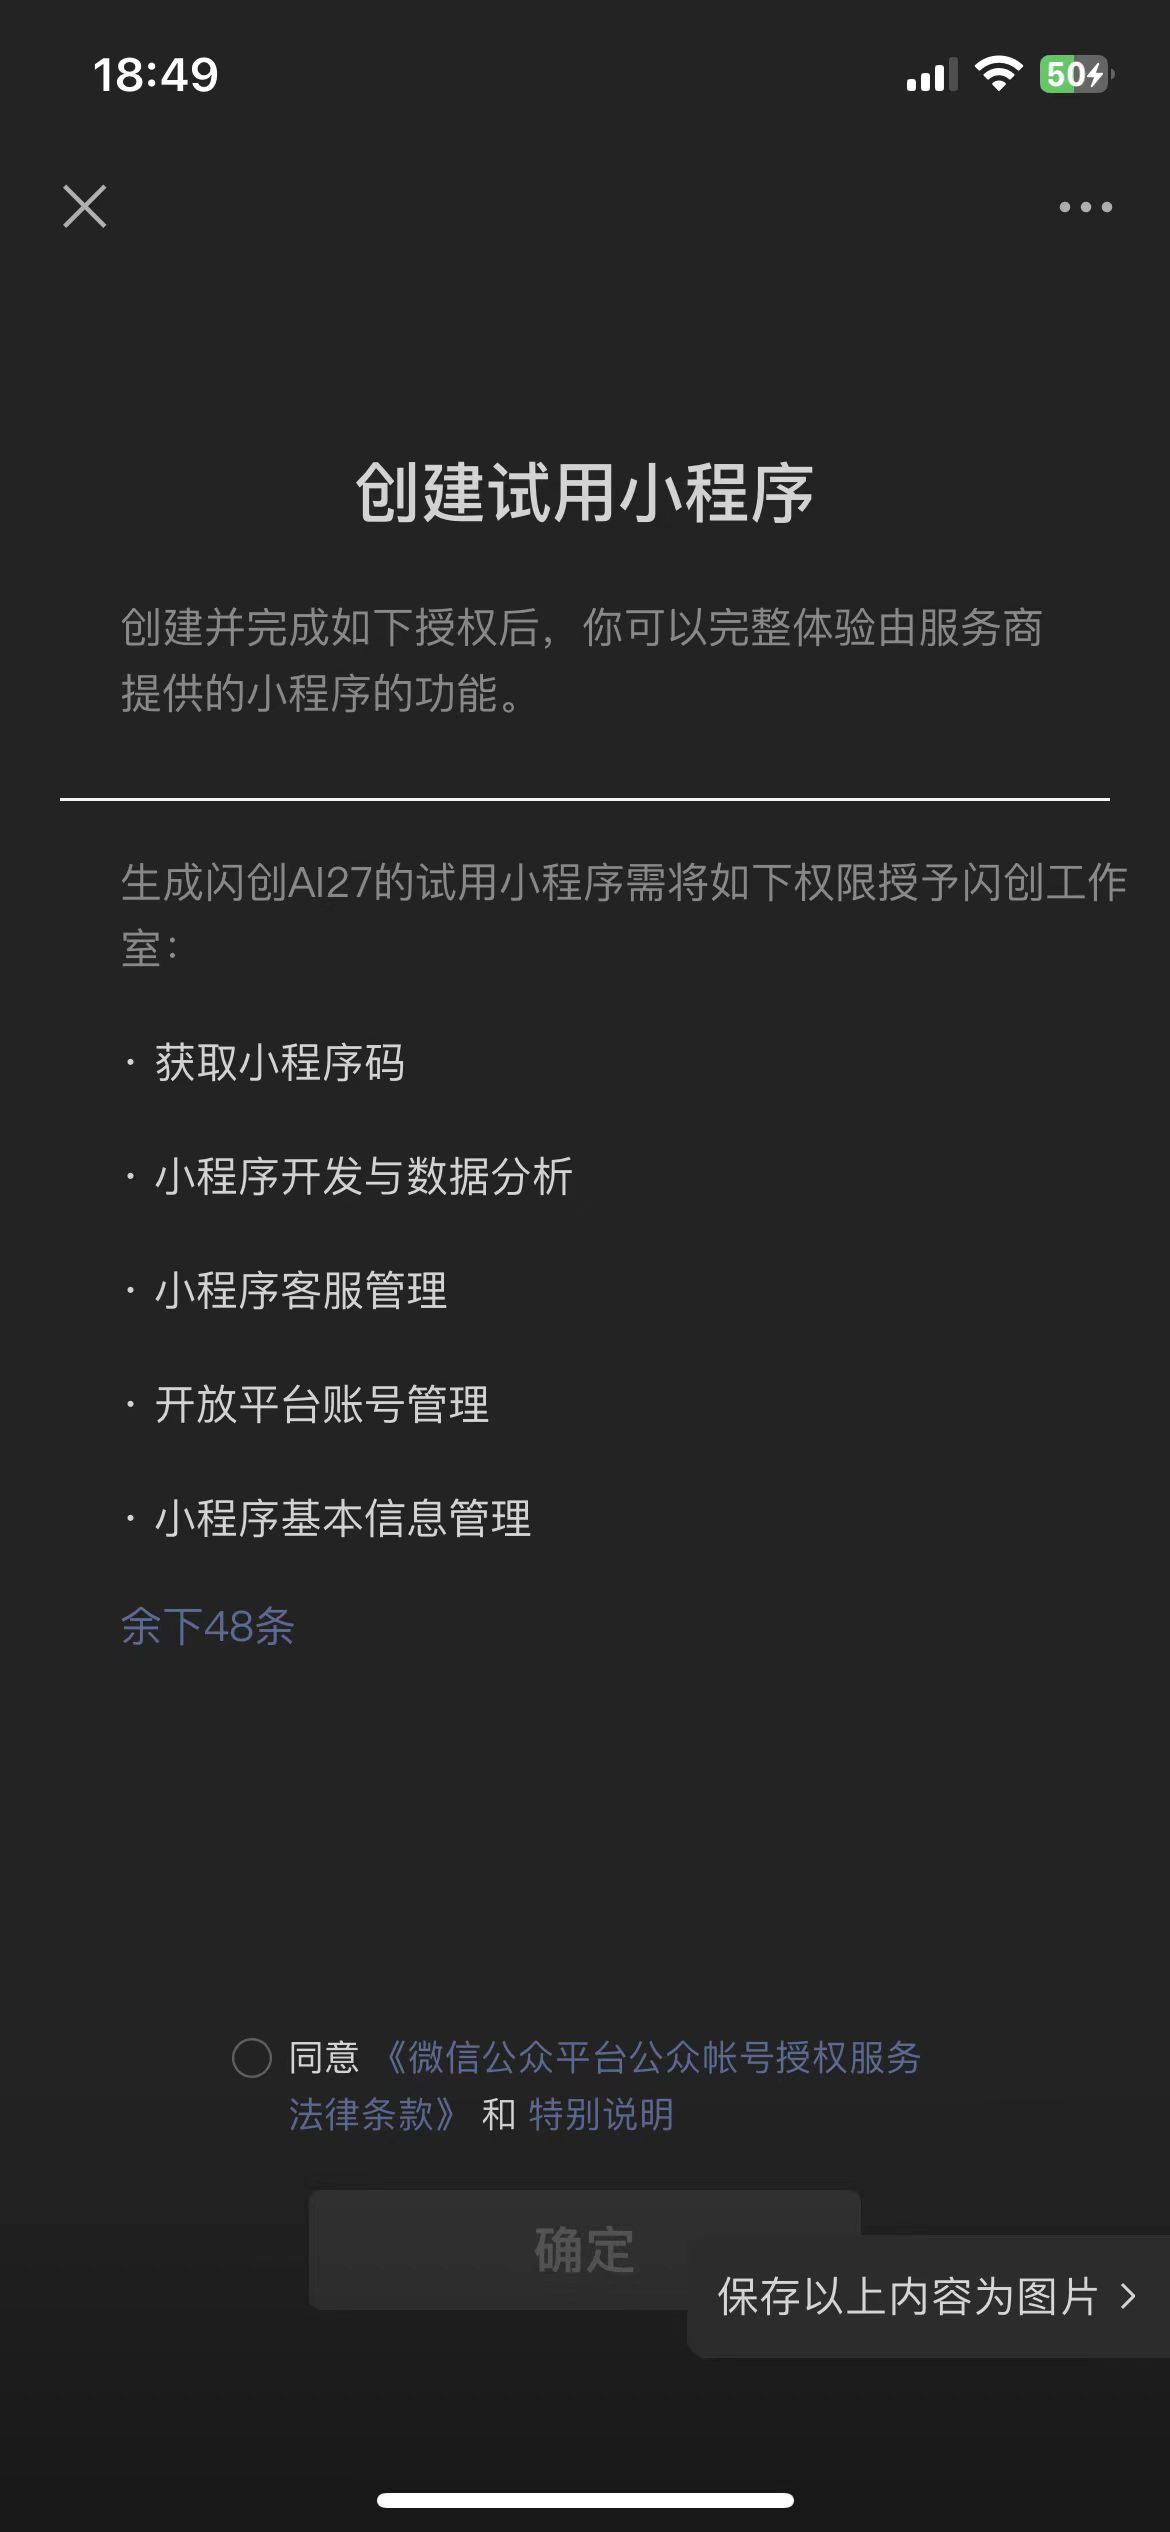 18:49
50
创建试用小程序
创建并完成如下授权后，你可以完整体验由服务商
提供的小程序的功能。
生成闪创AI27的试用小程序需将如下权限授予闪创工作
室：
· 获取小程序码
· 小程序开发与数据分析
· 小程序客服管理
· 开放平台账号管理
· 小程序基本信息管理
余下48条
同意 《微信公众平台公众帐号授权服务
法律条款》 和 特别说明
确定
保存以上内容为图片